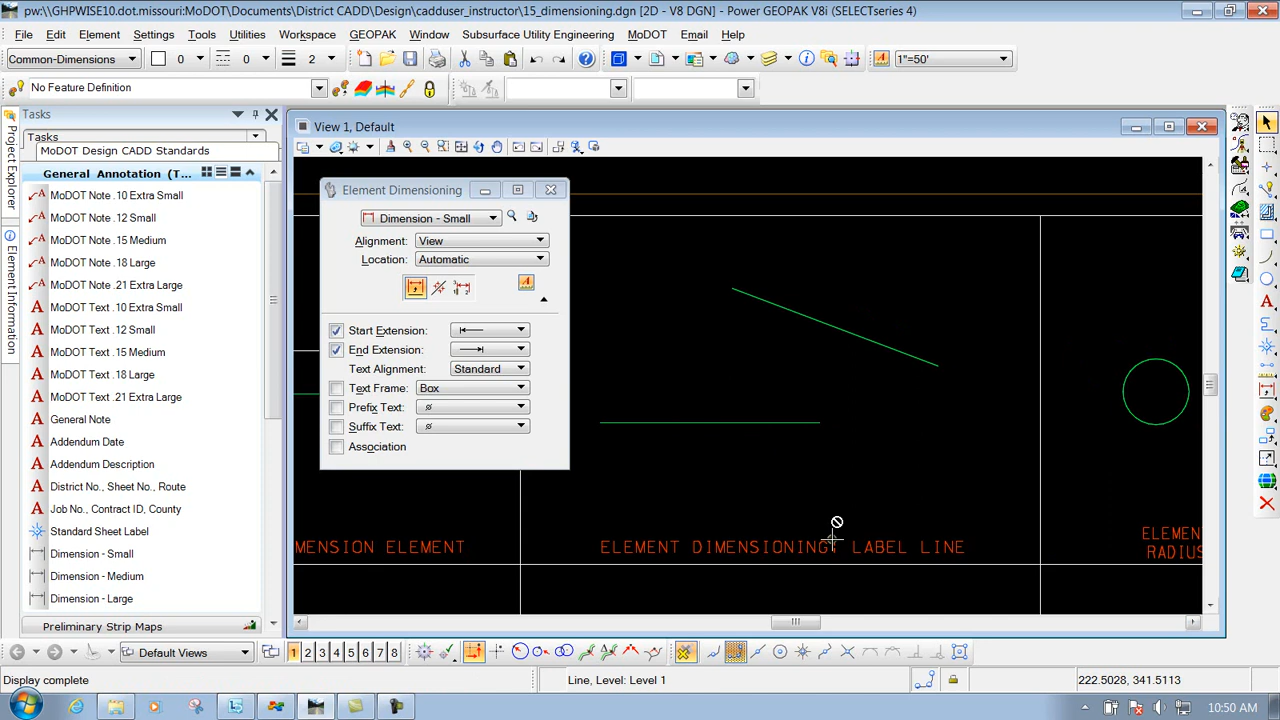 pw:\\GHPWISE10.dot.missouri:MoDOT\Documents\District CADD\Design\cadduser_instructor\15_dimensioning.dgn [2D - V8 DGN] - Power GEOPAK V8i (SELECTseries 4)
File Edit Element Settings Tools Utilities Workspace GEOPAK Window Subsurface Utility Engineering MoDOT Email Help
Common-Dimensions 0 0 2 1"=50'
No Feature Definition
Tasks
Tasks
MoDOT Design CADD Standards
General Annotation (T...
MoDOT Note .10 Extra Small
MoDOT Note .12 Small
MoDOT Note .15 Medium
MoDOT Note .18 Large
MoDOT Note .21 Extra Large
MoDOT Text .10 Extra Small
MoDOT Text .12 Small
MoDOT Text .15 Medium
MoDOT Text .18 Large
MoDOT Text .21 Extra Large
General Note
Addendum Date
Addendum Description
District No., Sheet No., Route
Job No., Contract ID, County
Standard Sheet Label
Dimension - Small
Dimension - Medium
Dimension - Large
Preliminary Strip Maps
Project Explorer
Element Information
View 1, Default
Element Dimensioning
Dimension - Small
Alignment: View
Location: Automatic
Start Extension:
End Extension:
Text Alignment: Standard
Text Frame: Box
Prefix Text: ø
Suffix Text: ø
Association
MENSION ELEMENT
ELEMENT DIMENSIONING LABEL LINE
ELEMEN
RADIUS
Default Views 1 2 3 4 5 6 7 8
Display complete
Line, Level: Level 1
222.5028, 341.5113
10:50 AM